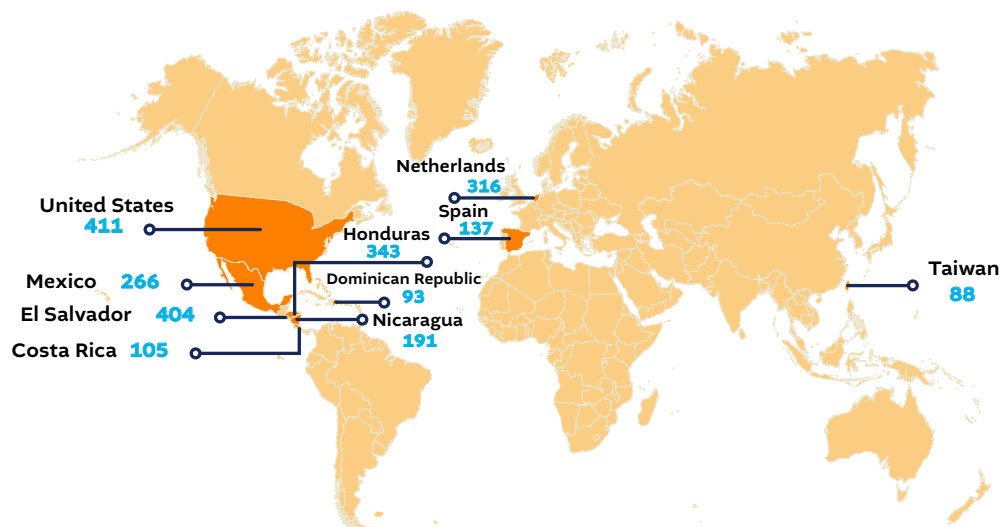 Netherlands
316
United States
411
Spain
137
Honduras
343
Mexico 266
Dominican Republic
93
Taiwan
88
El Salvador 404
Nicaragua
191
Costa Rica 105